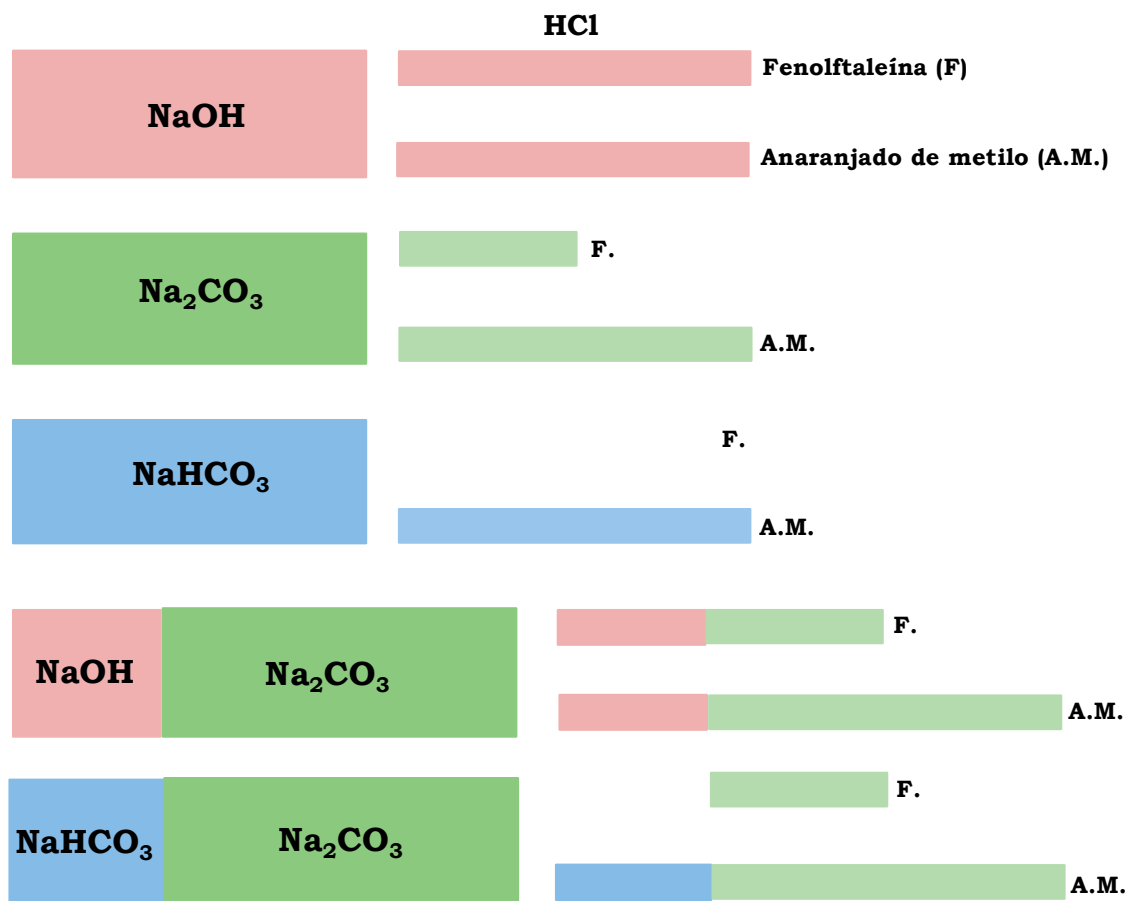 HCl
Fenolftaleína (F)
NaOH
Anaranjado de metilo (A.M.)
F.
Na₂CO₃
A.M.
F.
NaHCO₃
A.M.
F.
NaOH Na₂CO₃
A.M.
F.
NaHCO₃ Na₂CO₃
A.M.